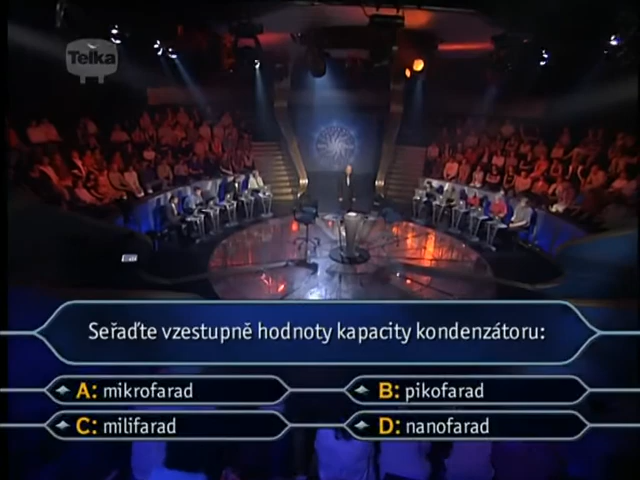 Telka
Seřaďte vzestupně hodnoty kapacity kondenzátoru:
A: mikrofarad
B: pikofarad
C: milifarad
D: nanofarad